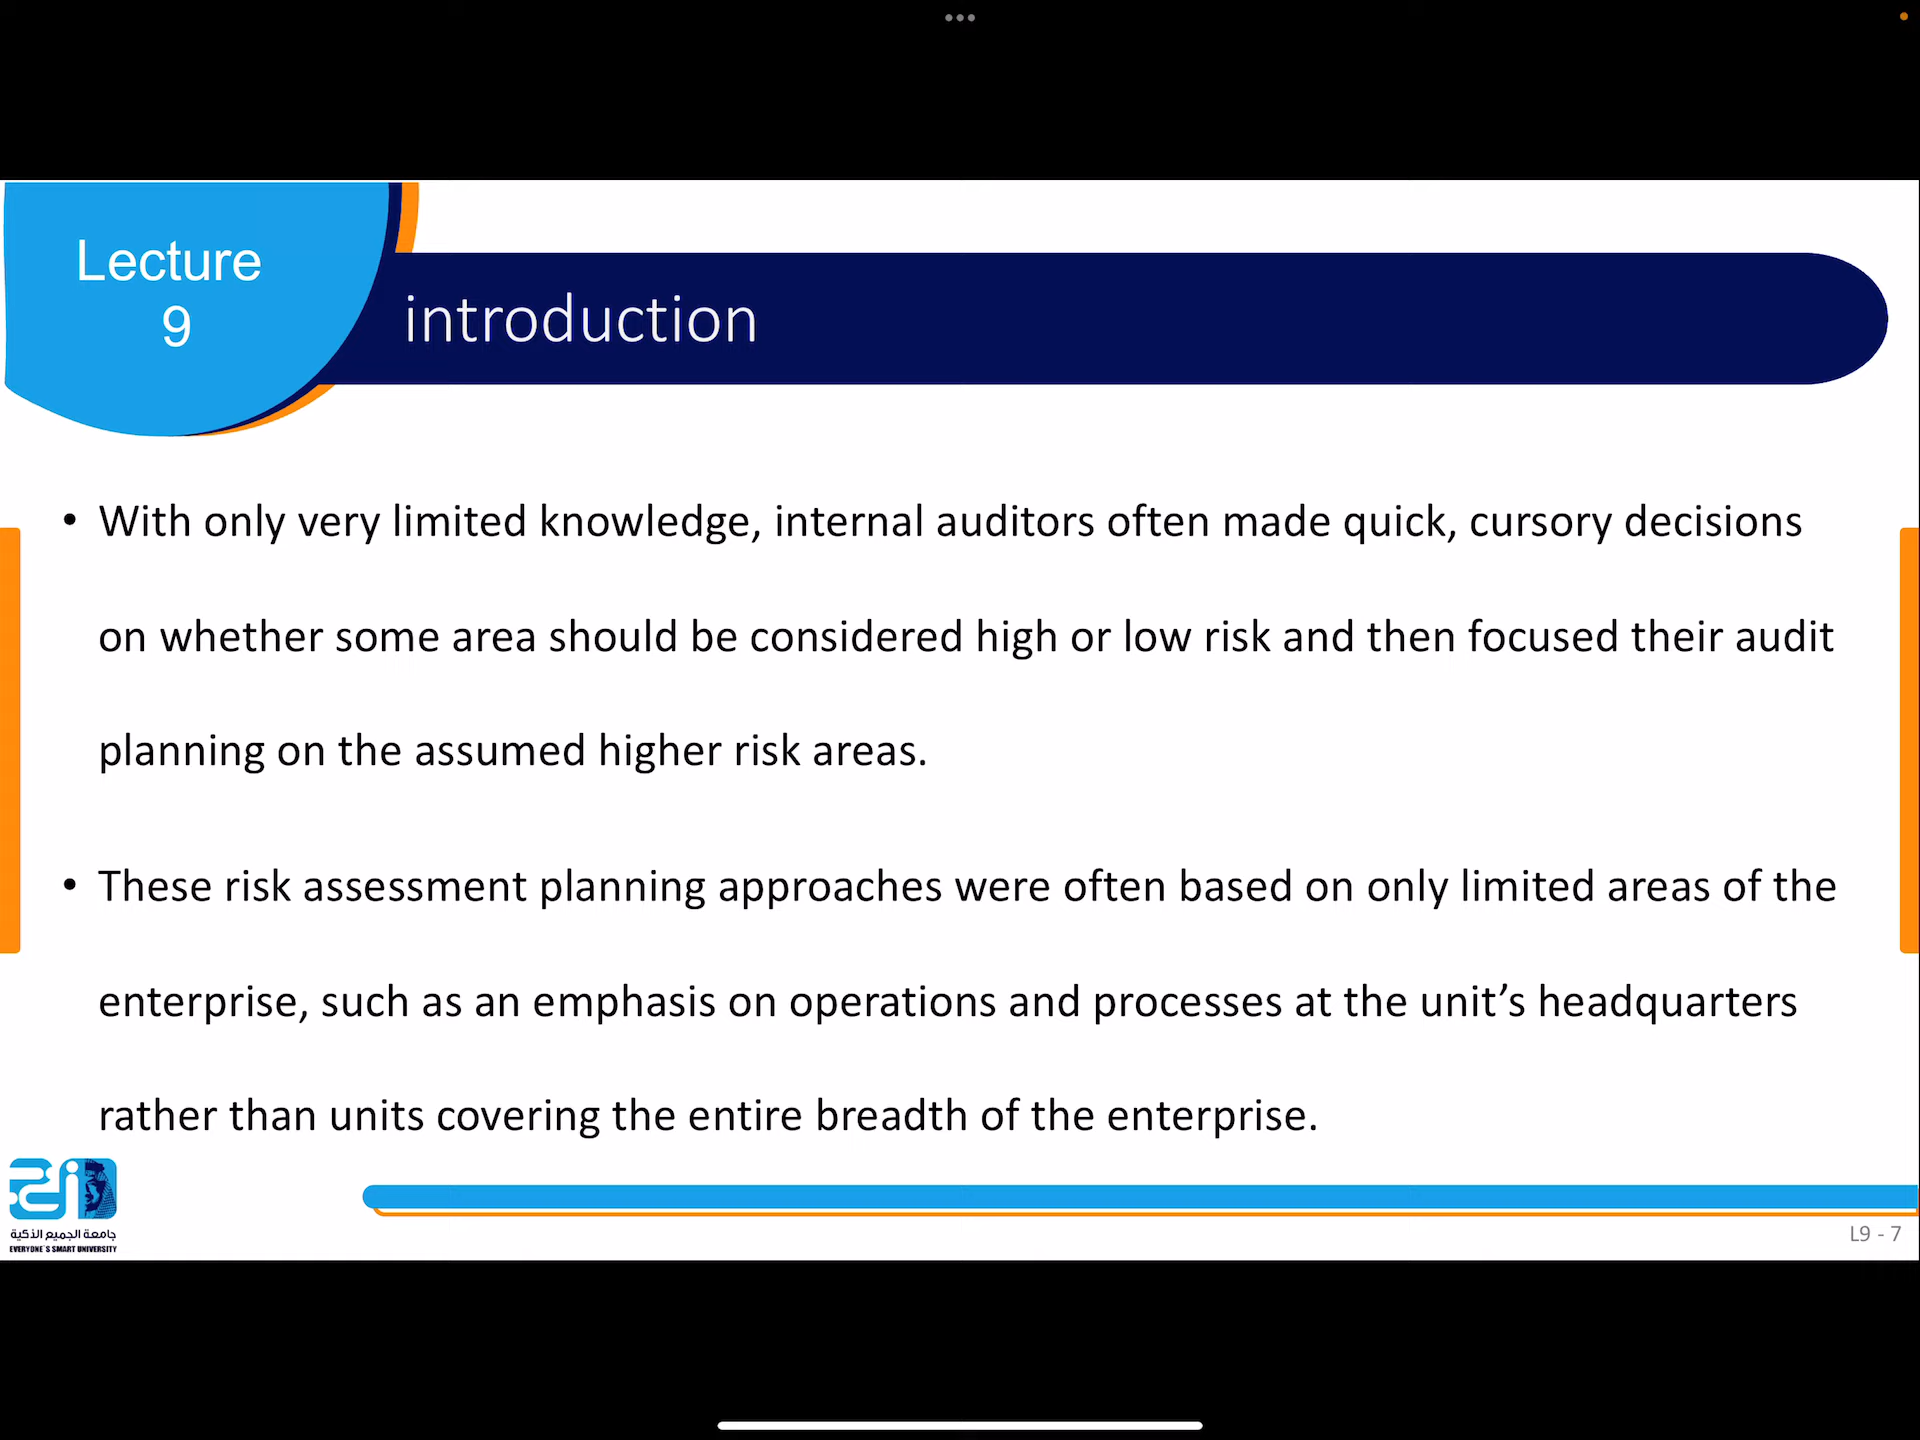 Lecture
9
introduction
• With only very limited knowledge, internal auditors often made quick, cursory decisions
on whether some area should be considered high or low risk and then focused their audit
planning on the assumed higher risk areas.
• These risk assessment planning approaches were often based on only limited areas of the
enterprise, such as an emphasis on operations and processes at the unit’s headquarters
rather than units covering the entire breadth of the enterprise.
جامعة الجميع الذكية
EVERYONE`S SMART UNIVERSITY
L9 - 7